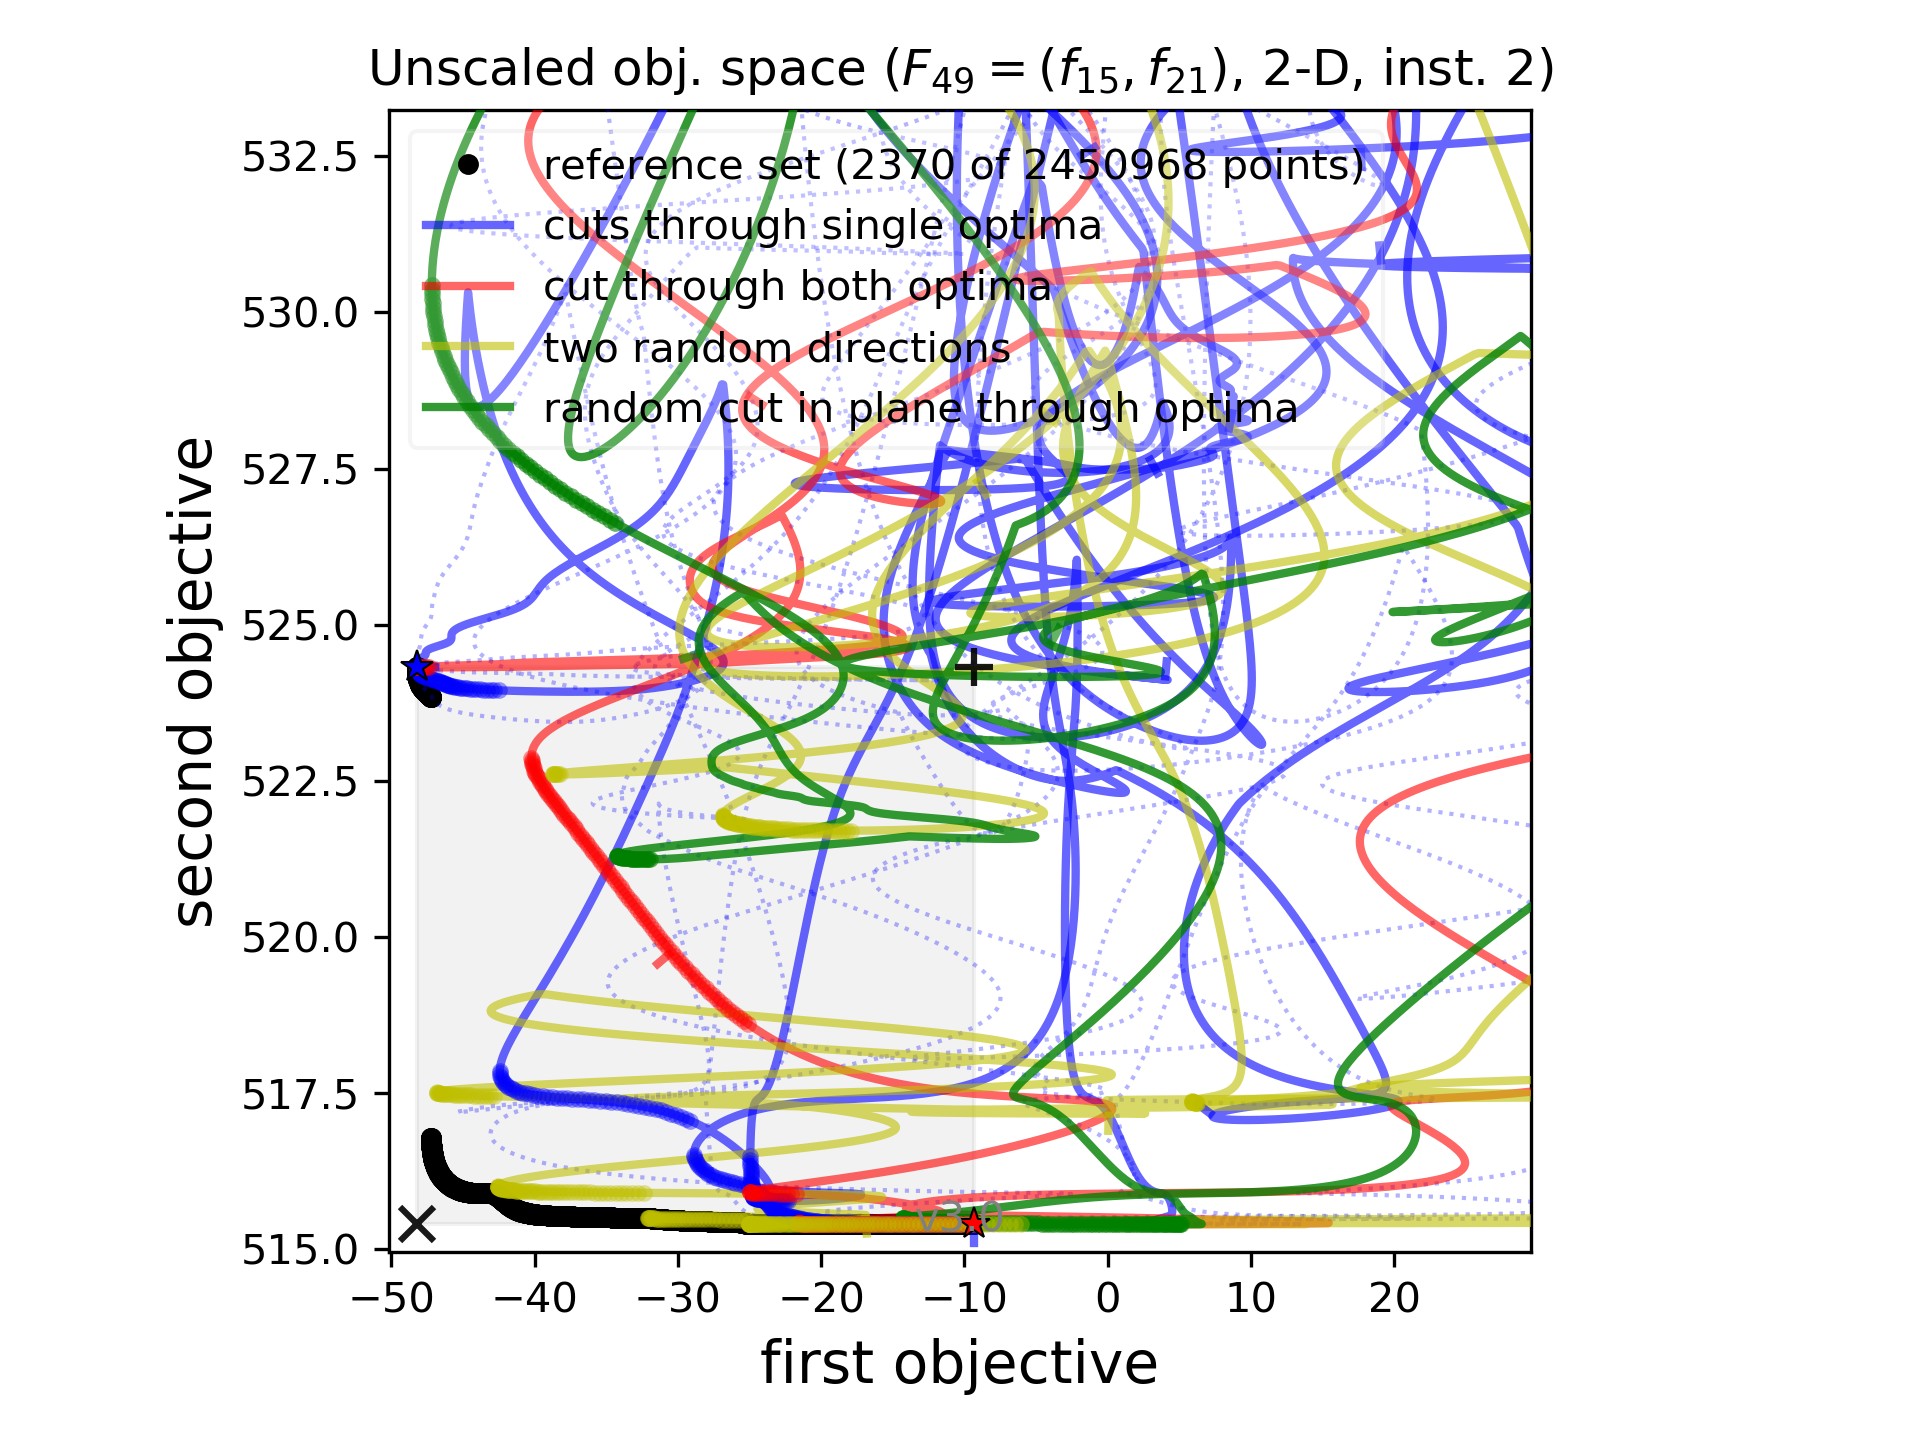 Unscaled obj. space (F₄₉ = (f₁₅, f₂₁), 2-D, inst. 2)
reference set (2370 of 2450968 points)
cuts through single optima
cut through both optima
two random directions
random cut in plane through optima
second objective
532.5
530.0
527.5
525.0
522.5
520.0
517.5
515.0
−50 −40 −30 −20 −10 0 10 20
first objective